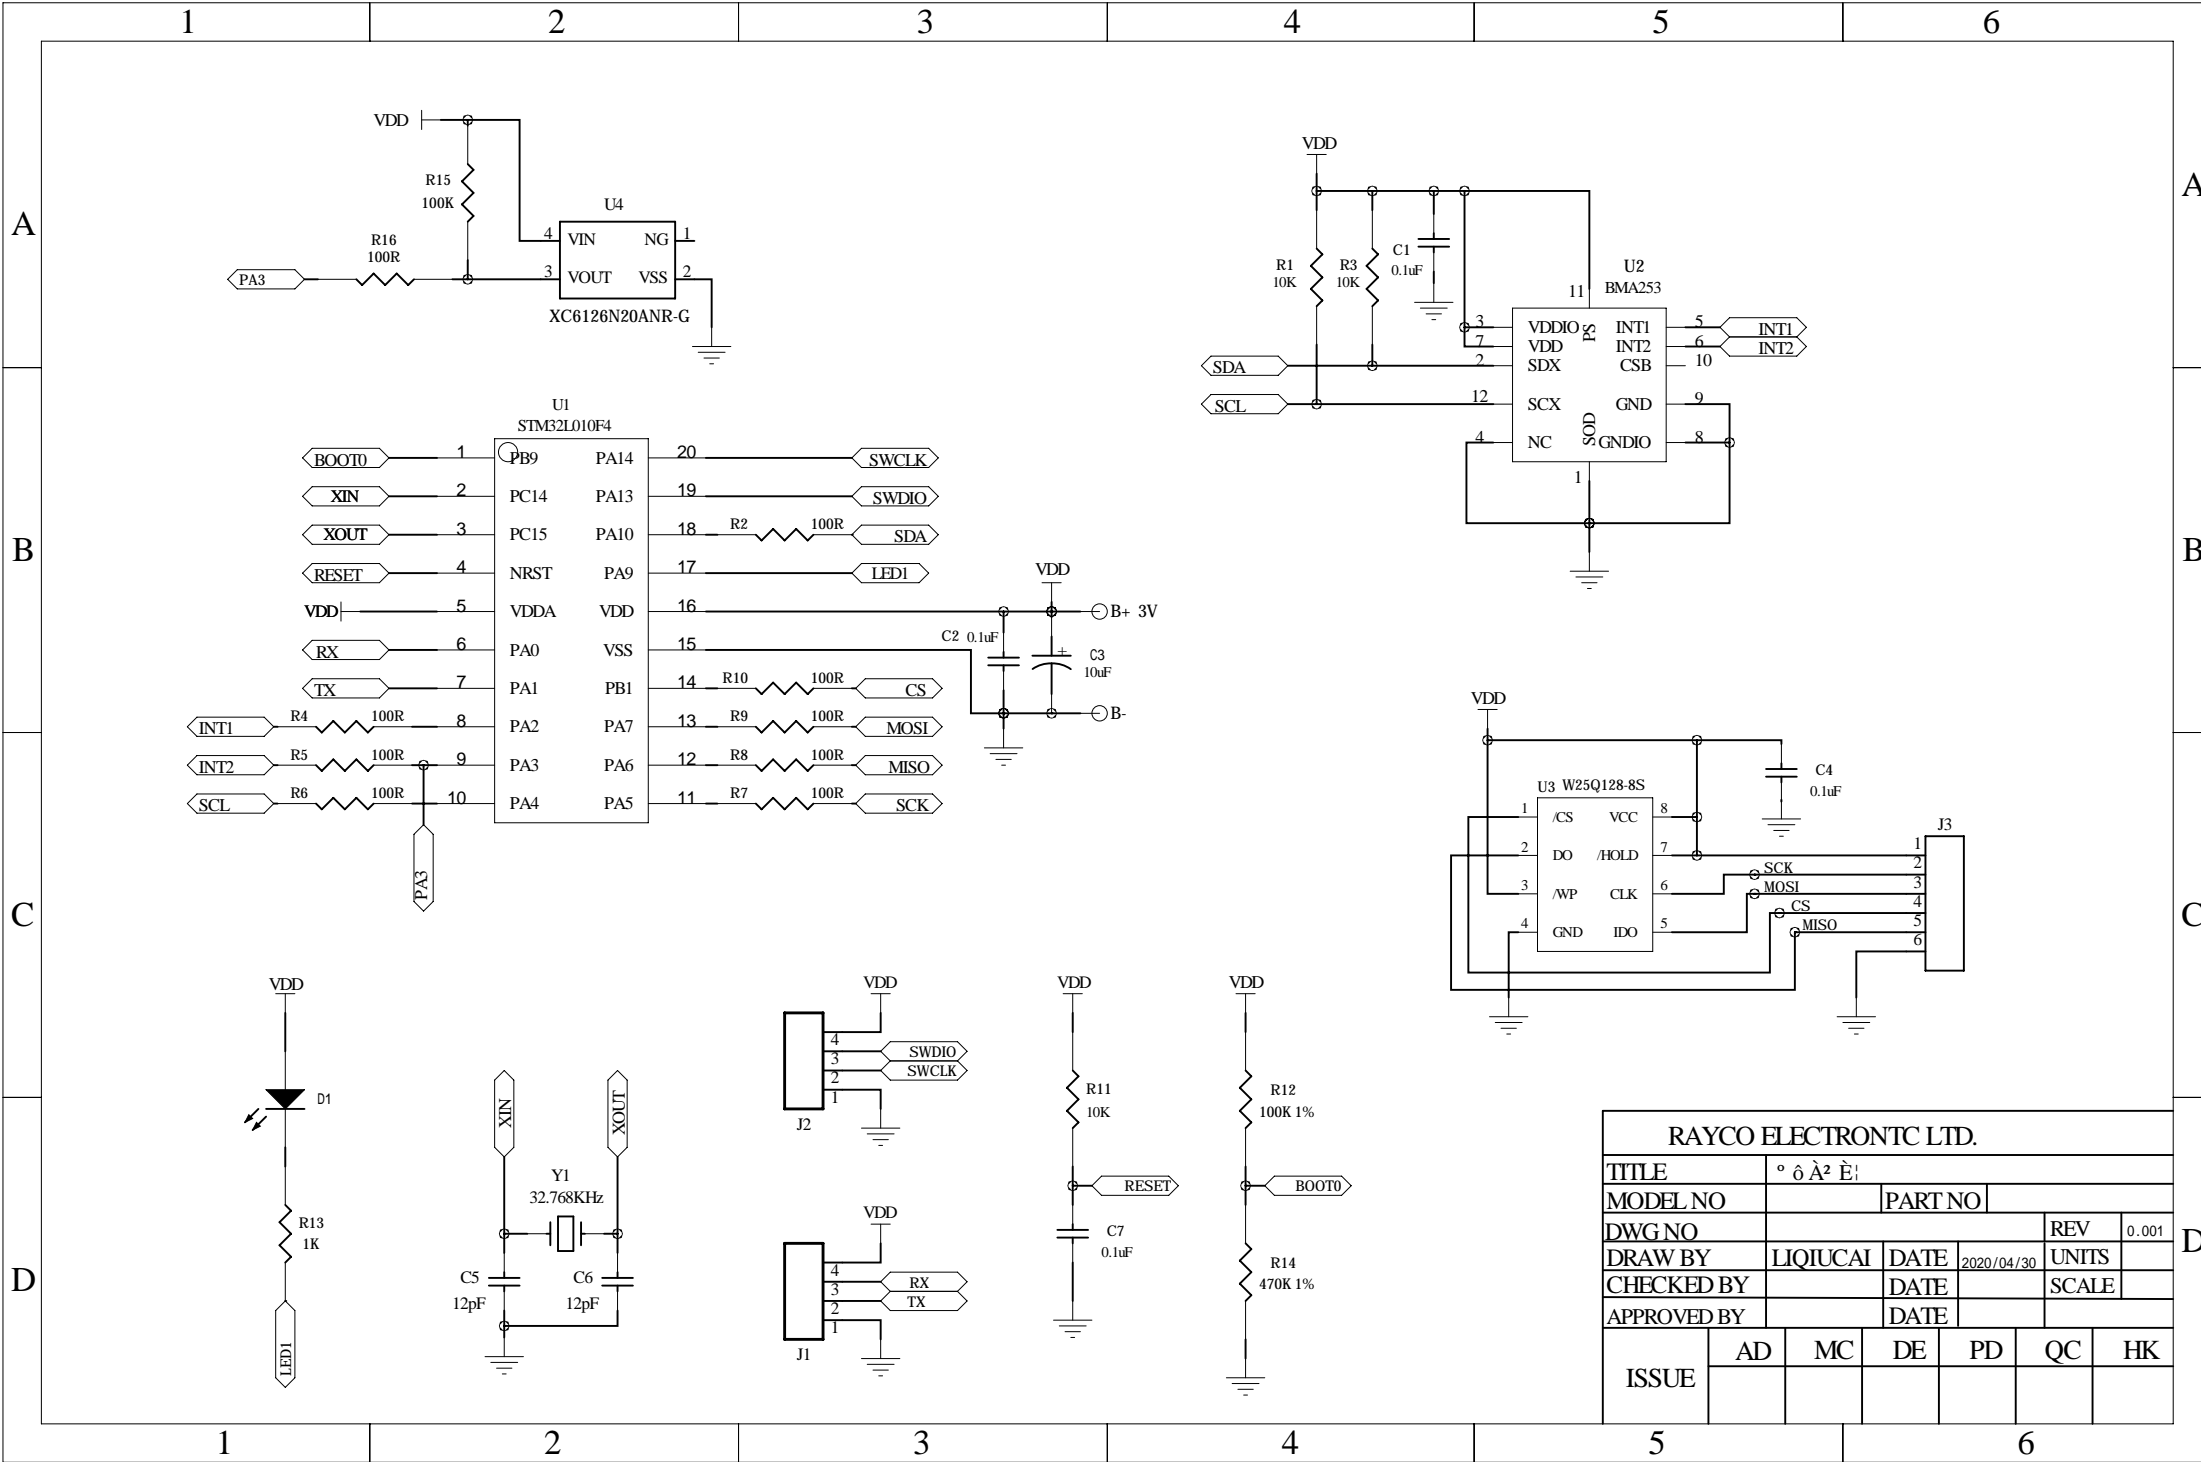 1 2 3 4 5 6
A
A
B
B
C
C
D
D
VDD
R15
100K
R16
100R
PA3
U4
4 VIN NG 1
3 VOUT VSS 2
XC6126N20ANR-G
VDD
R1
10K
R3
10K
C1
0.1uF
U2
BMA253
11
PS
3 VDDIO INT1 5 INT1
7 VDD INT2 6 INT2
SDA 2 SDX CSB 10
SCL 12 SCX GND 9
4 NC GNDIO 8
SOD
1
U1
STM32L010F4
BOOT0 1 PB9 PA14 20 SWCLK
XIN 2 PC14 PA13 19 SWDIO
XOUT 3 PC15 PA10 18 R2 100R SDA
RESET 4 NRST PA9 17 LED1
VDD 5 VDDA VDD 16 B+ 3V
RX 6 PA0 VSS 15
TX 7 PA1 PB1 14 R10 100R CS
INT1 R4 100R 8 PA2 PA7 13 R9 100R MOSI
INT2 R5 100R 9 PA3 PA6 12 R8 100R MISO
SCL R6 100R 10 PA4 PA5 11 R7 100R SCK
PA3
VDD
C2 0.1uF
+
C3
10uF
B-
VDD
U3 W25Q128-8S
1 /CS VCC 8
2 DO /HOLD 7
3 /WP CLK 6
4 GND IDO 5
C4
0.1uF
J3
1
2
3
4
5
6
SCK
MOSI
CS
MISO
VDD
D1
R13
1K
LED1
XIN
XOUT
Y1
32.768KHz
C5
12pF
C6
12pF
VDD
4
3
2
1
SWDIO
SWCLK
J2
VDD
4
3
2
1
RX
TX
J1
VDD
R11
10K
RESET
C7
0.1uF
VDD
R12
100K 1%
BOOT0
R14
470K 1%
RAYCO ELECTRONTC LTD.
TITLE º ô À² È¦
MODEL NO PART NO
DWG NO REV 0.001
DRAW BY LIQIUCAI DATE 2020/04/30 UNITS
CHECKED BY DATE SCALE
APPROVED BY DATE
ISSUE AD MC DE PD QC HK
1 2 3 4 5 6